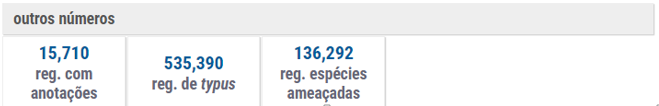 outros números
15,710
reg. com
anotações
535,390
reg. de typus
136,292
reg. espécies
ameaçadas